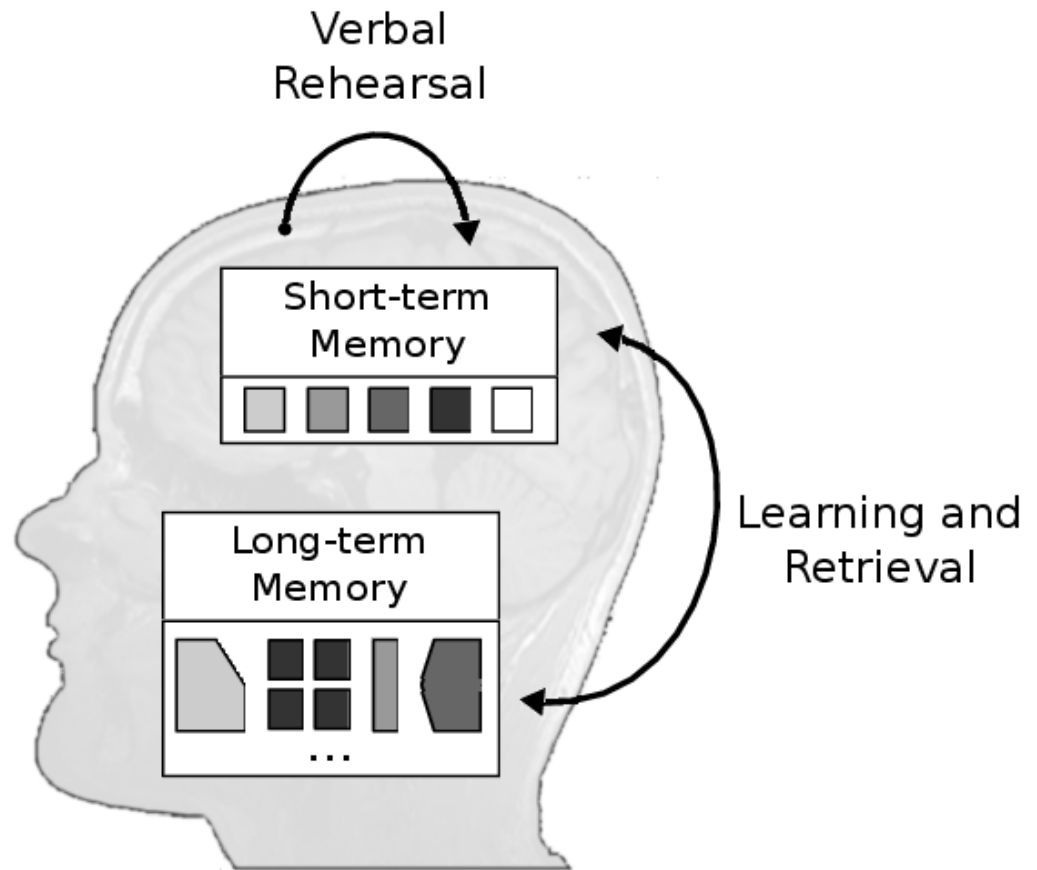 Verbal
Rehearsal
Short-term
Memory
Learning and
Retrieval
Long-term
Memory
...